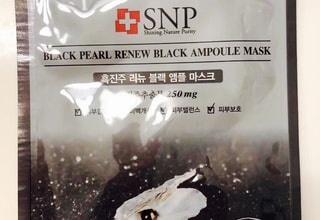 SNP
Shining Nature Purity
BLACK PEARL RENEW BLACK AMPOULE MASK
흑진주 리뉴 블랙 앰플 마스크
250 mg
피부밸런스 피부보호